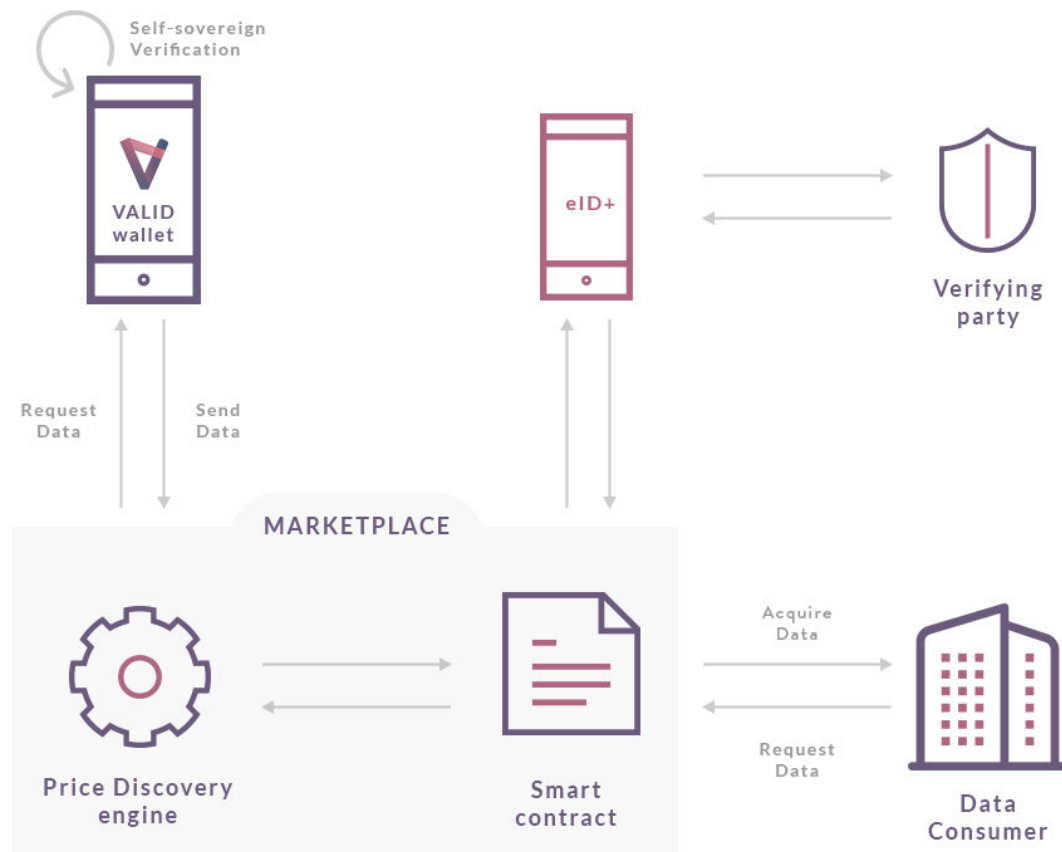 Self-sovereign
Verification
VALID
wallet
eID+
Verifying
party
Request
Data
Send
Data
MARKETPLACE
Acquire
Data
Request
Data
Price Discovery
engine
Smart
contract
Data
Consumer